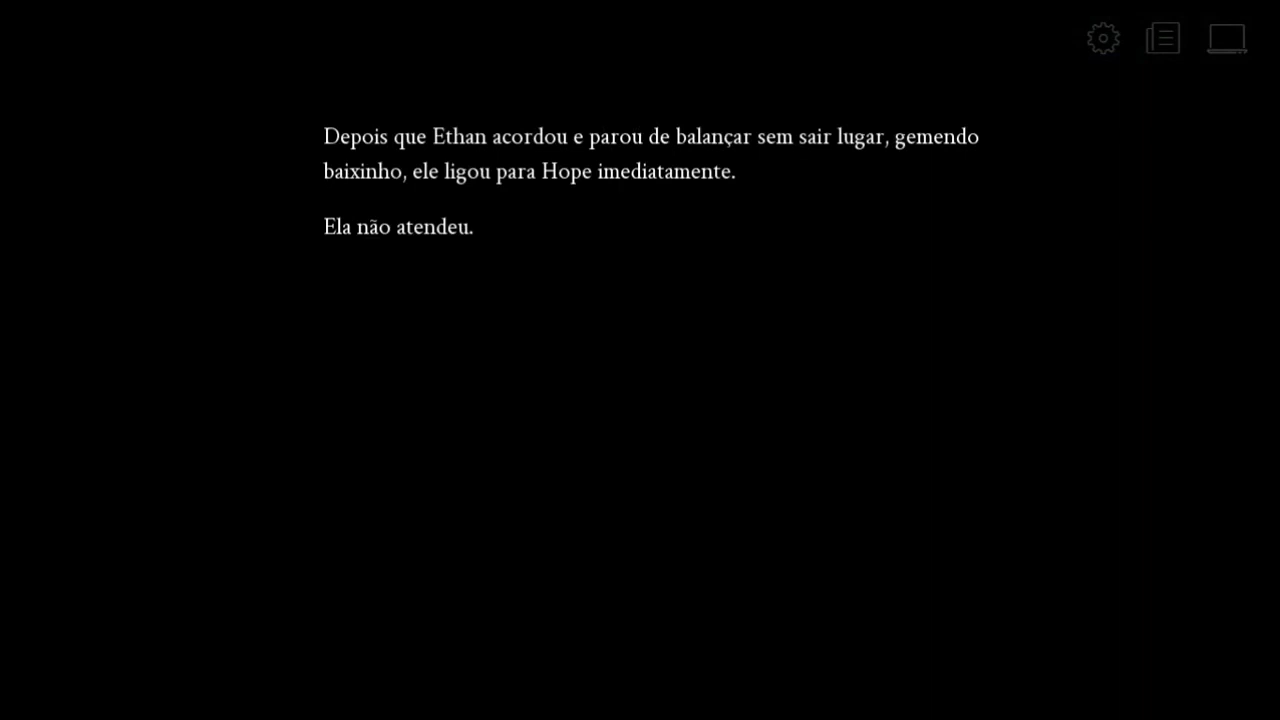 Depois que Ethan acordou e parou de balançar sem sair lugar, gemendo
baixinho, ele ligou para Hope imediatamente.
Ela não atendeu.